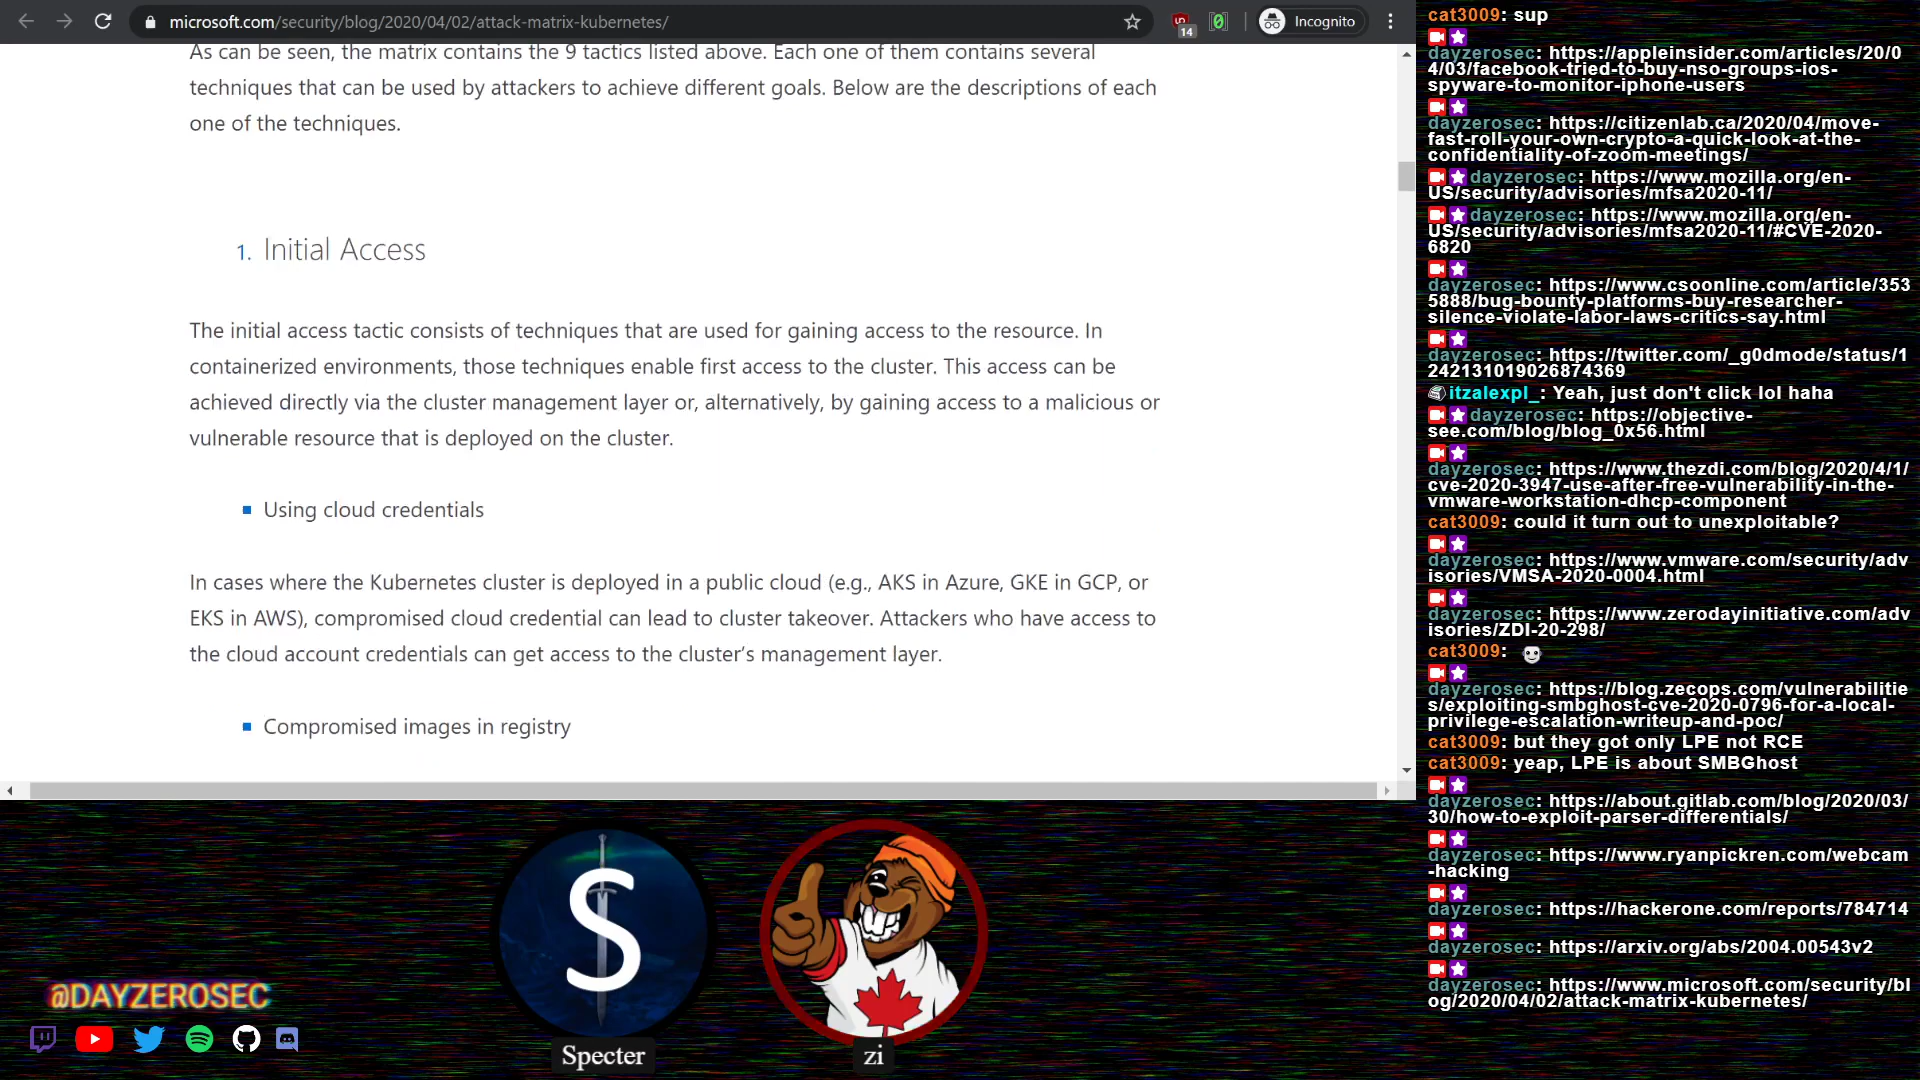 microsoft.com/security/blog/2020/04/02/attack-matrix-kubernetes/
14
Incognito
As can be seen, the matrix contains the 9 tactics listed above. Each one of them contains several
techniques that can be used by attackers to achieve different goals. Below are the descriptions of each
one of the techniques.
1. Initial Access
The initial access tactic consists of techniques that are used for gaining access to the resource. In
containerized environments, those techniques enable first access to the cluster. This access can be
achieved directly via the cluster management layer or, alternatively, by gaining access to a malicious or
vulnerable resource that is deployed on the cluster.
Using cloud credentials
In cases where the Kubernetes cluster is deployed in a public cloud (e.g., AKS in Azure, GKE in GCP, or
EKS in AWS), compromised cloud credential can lead to cluster takeover. Attackers who have access to
the cloud account credentials can get access to the cluster’s management layer.
Compromised images in registry
@DAYZEROSEC
S
Specter
zi
cat3009: sup
dayzerosec: https://appleinsider.com/articles/20/0
4/03/facebook-tried-to-buy-nso-groups-ios-
spyware-to-monitor-iphone-users
dayzerosec: https://citizenlab.ca/2020/04/move-
fast-roll-your-own-crypto-a-quick-look-at-the-
confidentiality-of-zoom-meetings/
dayzerosec: https://www.mozilla.org/en-
US/security/advisories/mfsa2020-11/
dayzerosec: https://www.mozilla.org/en-
US/security/advisories/mfsa2020-11/#CVE-2020-
6820
dayzerosec: https://www.csoonline.com/article/353
5888/bug-bounty-platforms-buy-researcher-
silence-violate-labor-laws-critics-say.html
dayzerosec: https://twitter.com/_g0dmode/status/1
242131019026874369
itzalexpl_: Yeah, just don't click lol haha
dayzerosec: https://objective-
see.com/blog/blog_0x56.html
dayzerosec: https://www.thezdi.com/blog/2020/4/1/
cve-2020-3947-use-after-free-vulnerability-in-the-
vmware-workstation-dhcp-component
cat3009: could it turn out to unexploitable?
dayzerosec: https://www.vmware.com/security/adv
isories/VMSA-2020-0004.html
dayzerosec: https://www.zerodayinitiative.com/adv
isories/ZDI-20-298/
cat3009:
dayzerosec: https://blog.zecops.com/vulnerabilitie
s/exploiting-smbghost-cve-2020-0796-for-a-local-
privilege-escalation-writeup-and-poc/
cat3009: but they got only LPE not RCE
cat3009: yeap, LPE is about SMBGhost
dayzerosec: https://about.gitlab.com/blog/2020/03/
30/how-to-exploit-parser-differentials/
dayzerosec: https://www.ryanpickren.com/webcam
-hacking
dayzerosec: https://hackerone.com/reports/784714
dayzerosec: https://arxiv.org/abs/2004.00543v2
dayzerosec: https://www.microsoft.com/security/bl
og/2020/04/02/attack-matrix-kubernetes/